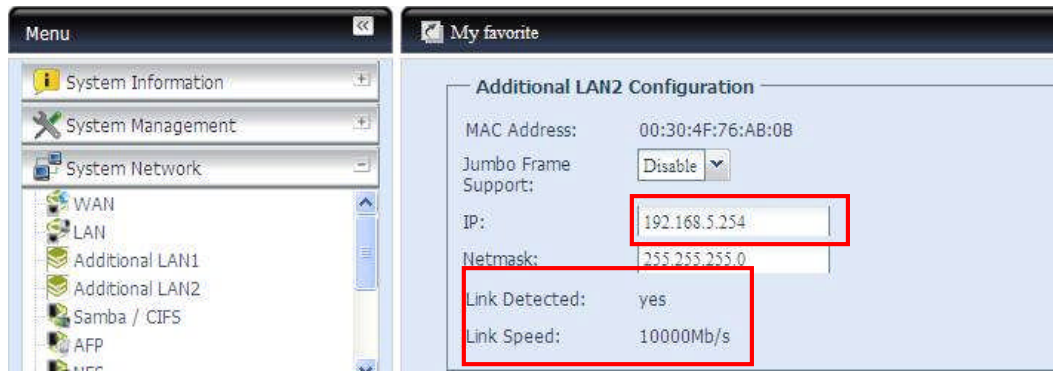 Menu
My favorite
System Information
System Management
System Network
WAN
LAN
Additional LAN1
Additional LAN2
Samba / CIFS
AFP
Additional LAN2 Configuration
MAC Address: 00:30:4F:76:AB:0B
Jumbo Frame
Support: Disable
IP: 192.168.5.254
Netmask: 255.255.255.0
Link Detected: yes
Link Speed: 10000Mb/s